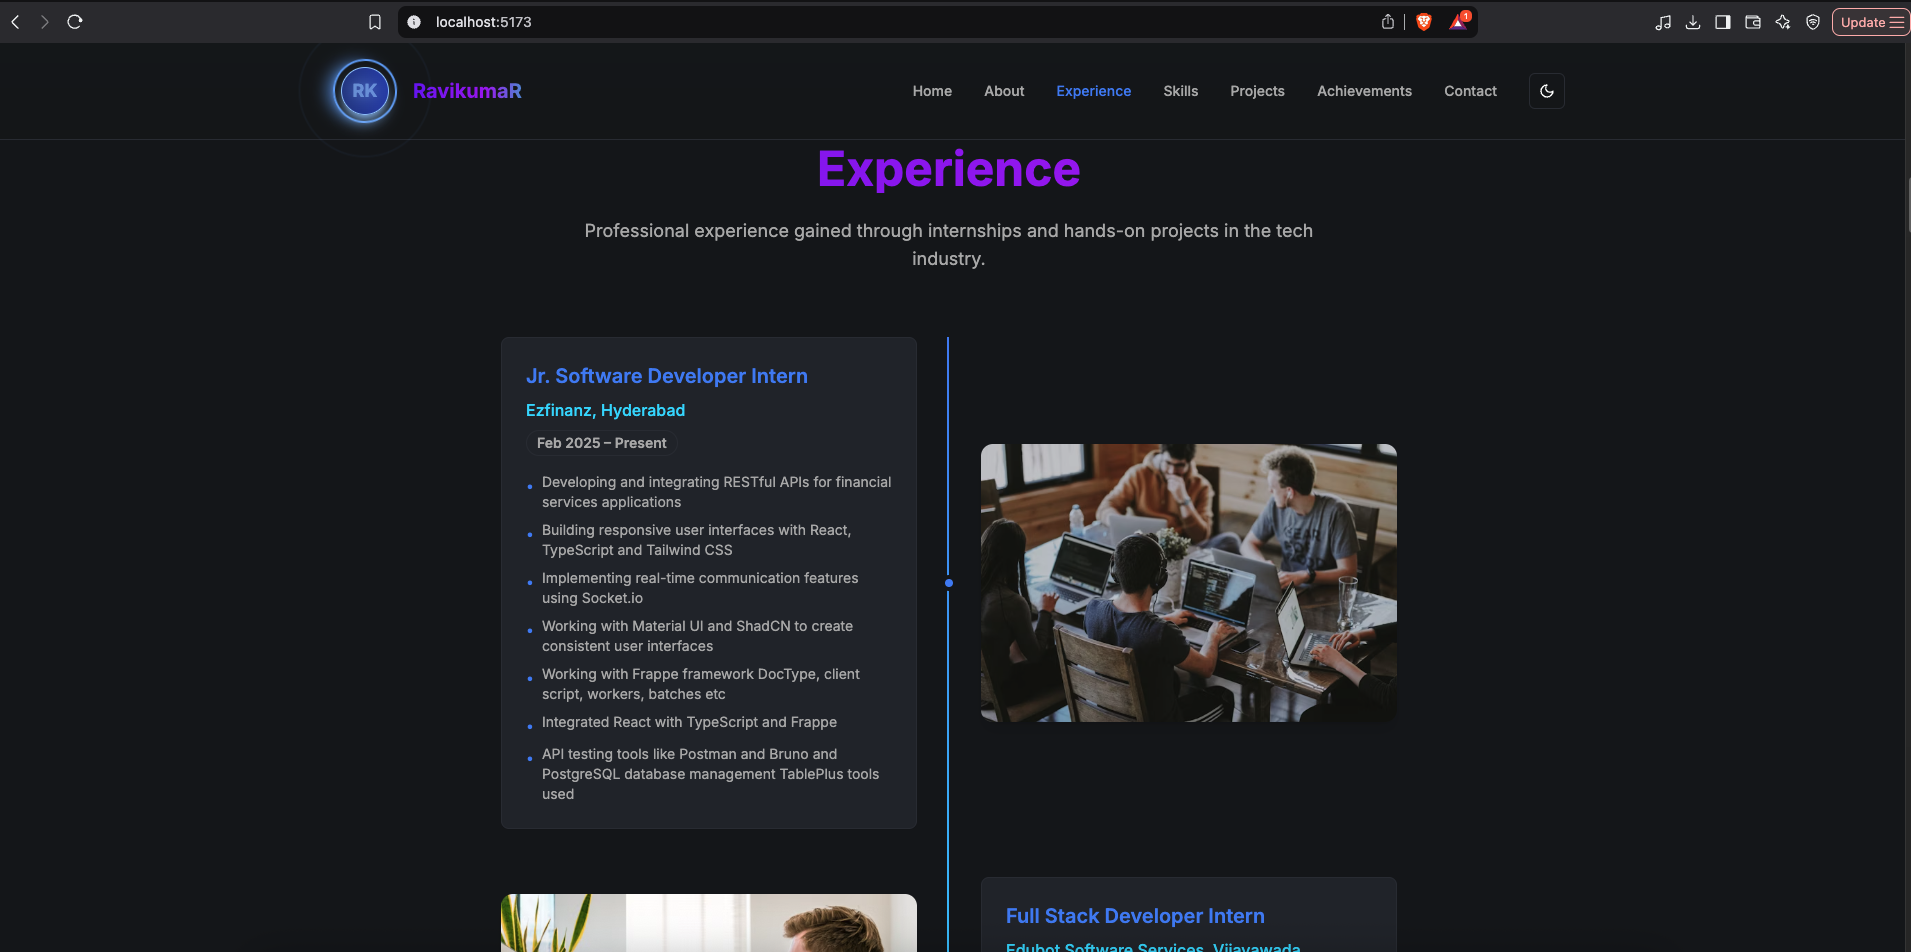 localhost:5173
1
Update
RK
RavikumaR
Home
About
Experience
Skills
Projects
Achievements
Contact
Experience
Professional experience gained through internships and hands-on projects in the tech
industry.
Jr. Software Developer Intern
Ezfinanz, Hyderabad
Feb 2025 – Present
Developing and integrating RESTful APIs for financial
services applications
Building responsive user interfaces with React,
TypeScript and Tailwind CSS
Implementing real-time communication features
using Socket.io
Working with Material UI and ShadCN to create
consistent user interfaces
Working with Frappe framework DocType, client
script, workers, batches etc
Integrated React with TypeScript and Frappe
API testing tools like Postman and Bruno and
PostgreSQL database management TablePlus tools
used
Full Stack Developer Intern
Edubot Software Services, Vijayawada